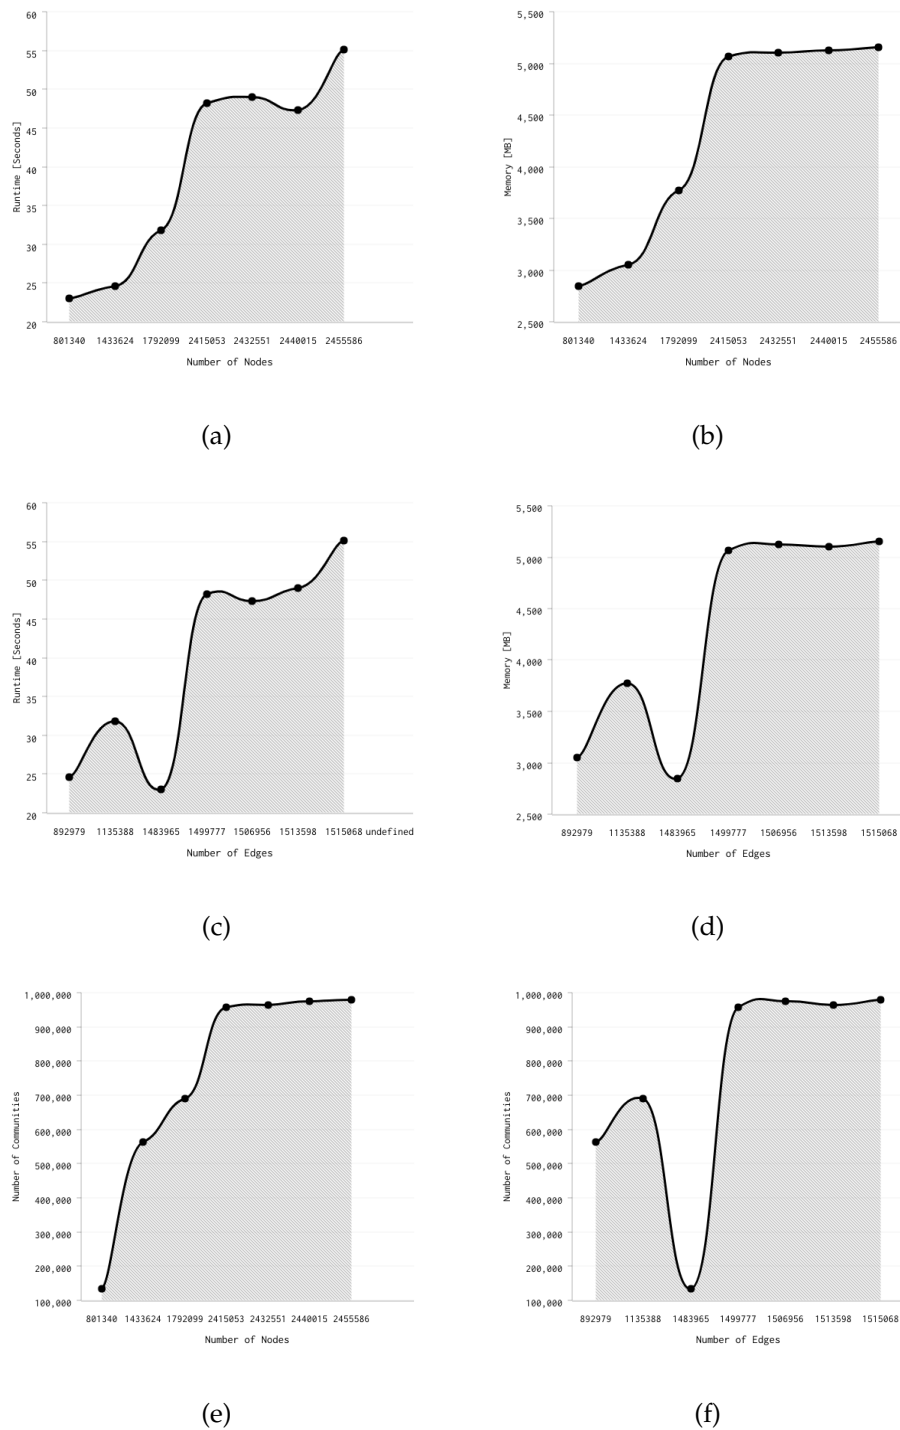 60
55
50
45
40
35
30
25
20
Runtime [Seconds]
801340 1433624 1792099 2415053 2432551 2440015 2455586
Number of Nodes
(a)
5,500
5,000
4,500
4,000
3,500
3,000
2,500
Memory [MB]
801340 1433624 1792099 2415053 2432551 2440015 2455586
Number of Nodes
(b)
60
55
50
45
40
35
30
25
20
Runtime [Seconds]
892979 1135388 1483965 1499777 1506956 1513598 1515068 undefined
Number of Edges
(c)
5,500
5,000
4,500
4,000
3,500
3,000
2,500
Memory [MB]
892979 1135388 1483965 1499777 1506956 1513598 1515068
Number of Edges
(d)
1,000,000
900,000
800,000
700,000
600,000
500,000
400,000
300,000
200,000
100,000
Number of Communities
801340 1433624 1792099 2415053 2432551 2440015 2455586
Number of Nodes
(e)
1,000,000
900,000
800,000
700,000
600,000
500,000
400,000
300,000
200,000
100,000
Number of Communities
892979 1135388 1483965 1499777 1506956 1513598 1515068
Number of Edges
(f)